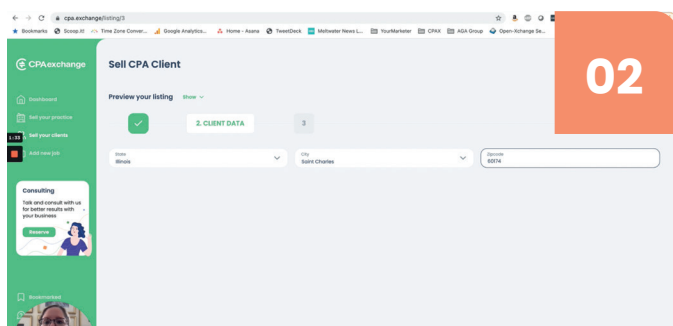 cpa.exchange/listing/3
Bookmarks Scoop.it! Time Zone Conver... Google Analytics... Home - Asana TweetDeck Meltwater News L... YourMarketer CPAX AGA Group Open-Xchange Se...
02
CPAexchange
Sell CPA Client
Dashboard
Sell your practice
Sell your clients
Add new job
1:33
Preview your listing Show
2. CLIENT DATA
3
State
Illinois
City
Saint Charles
Zipcode
60174
Consulting
Talk and consult with us
for better results with
your business
Reserve
Bookmarked